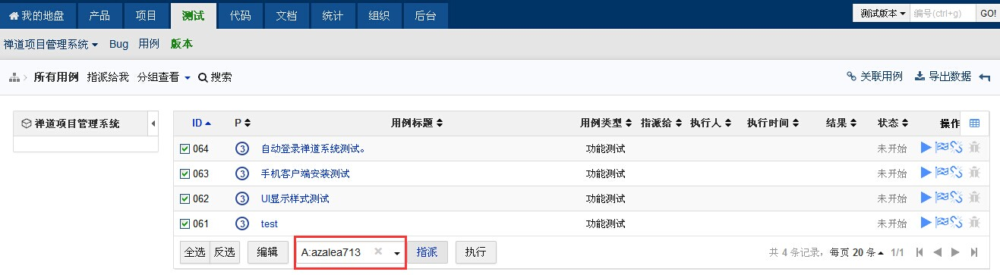 我的地盘 产品 项目 测试 代码 文档 统计 组织 后台 测试版本 编号(ctrl+g) GO!
禅道项目管理系统 Bug 用例 版本
所有用例 指派给我 分组查看 搜索 关联用例 导出数据
禅道项目管理系统 ID P 用例标题 用例类型 指派给 执行人 执行时间 结果 状态 操作
064 3 自动登录禅道系统测试。 功能测试 未开始
063 3 手机客户端安装测试 功能测试 未开始
062 3 UI显示样式测试 功能测试 未开始
061 3 test 功能测试 未开始
全选 反选 编辑 A:azalea713 指派 执行 共 4 条记录，每页 20 条 1/1